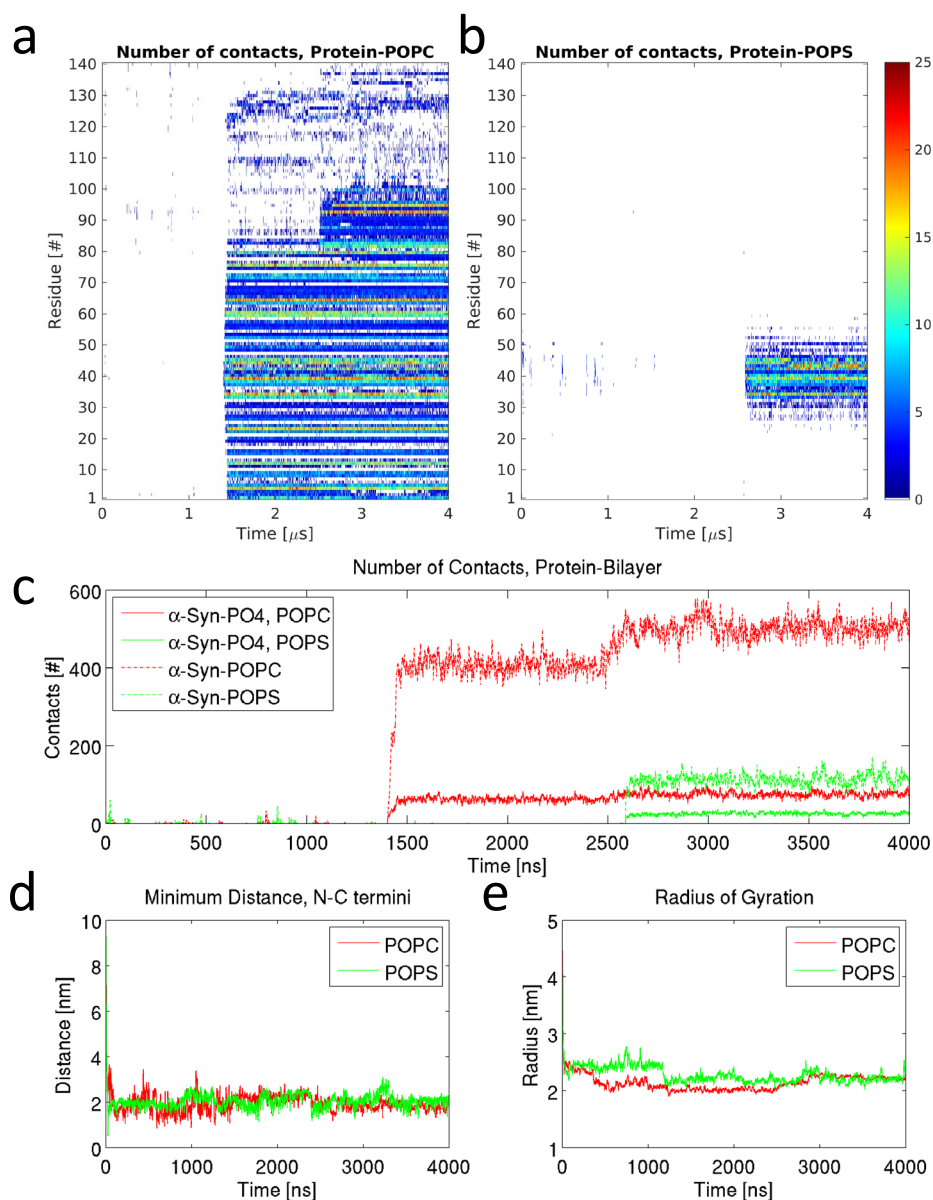 a
b
Number of contacts, Protein-POPC
Number of contacts, Protein-POPS
140
130
120
110
100
90
80
70
60
50
40
30
20
10
1
Residue [#]
0
1
2
3
4
Time [μs]
140
130
120
110
100
90
80
70
60
50
40
30
20
10
1
Residue [#]
0
1
2
3
4
Time [μs]
25
20
15
10
5
0
c
Number of Contacts, Protein-Bilayer
600
400
200
0
Contacts [#]
α-Syn-PO4, POPC
α-Syn-PO4, POPS
α-Syn-POPC
α-Syn-POPS
0
500
1000
1500
2000
2500
3000
3500
4000
Time [ns]
d
Minimum Distance, N-C termini
10
8
6
4
2
0
Distance [nm]
POPC
POPS
0
1000
2000
3000
4000
Time [ns]
e
Radius of Gyration
5
4
3
2
1
Radius [nm]
POPC
POPS
0
1000
2000
3000
4000
Time [ns]